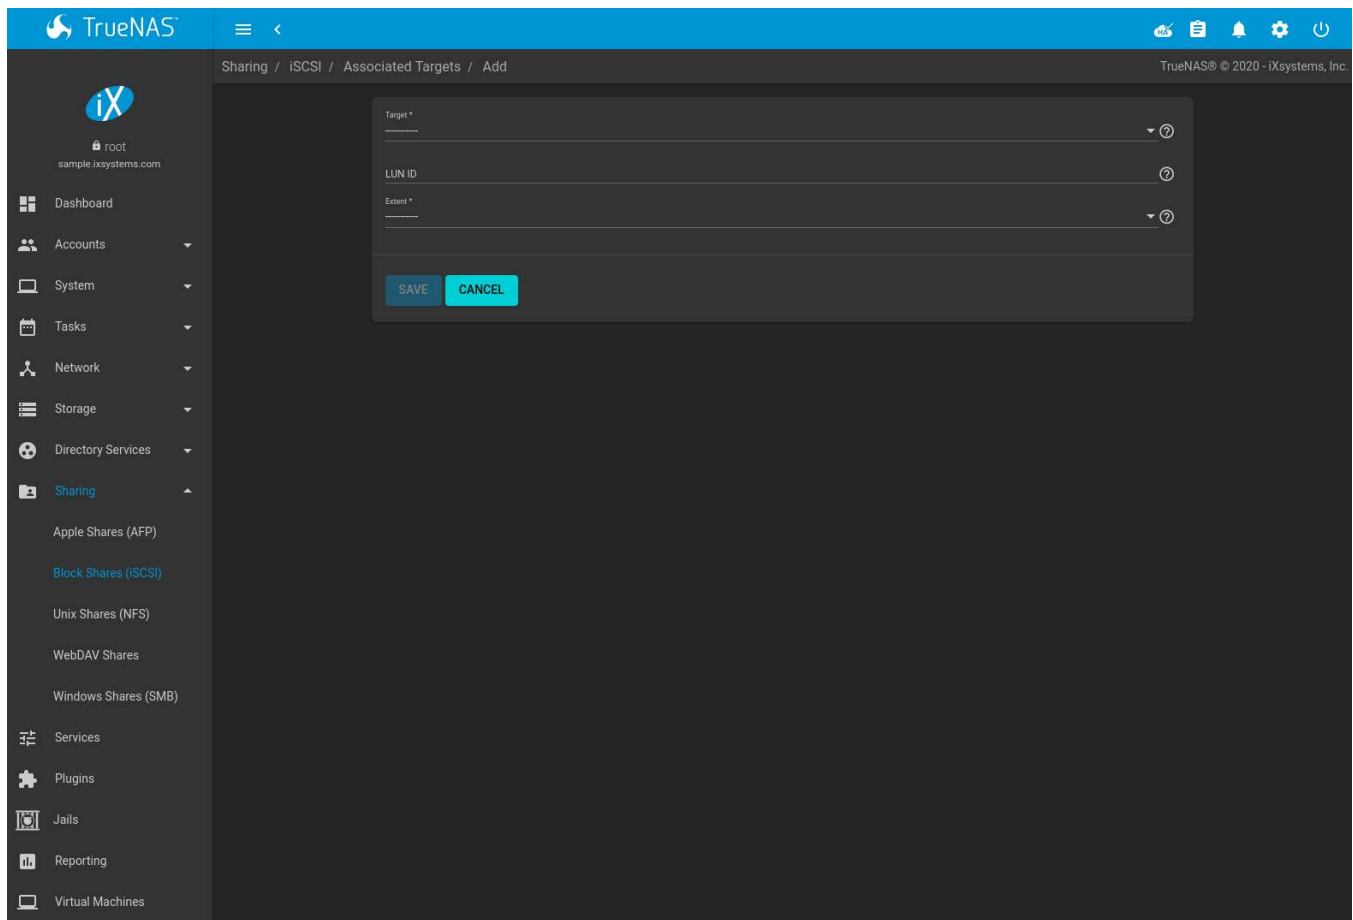 TrueNAS™
HA
Sharing / iSCSI / Associated Targets / Add
TrueNAS® © 2020 - iXsystems, Inc.
iX
root
sample.ixsystems.com
Dashboard
Accounts
System
Tasks
Network
Storage
Directory Services
Sharing
Apple Shares (AFP)
Block Shares (iSCSI)
Unix Shares (NFS)
WebDAV Shares
Windows Shares (SMB)
Services
Plugins
Jails
Reporting
Virtual Machines
Target *
----------
LUN ID
Extent *
----------
SAVE CANCEL